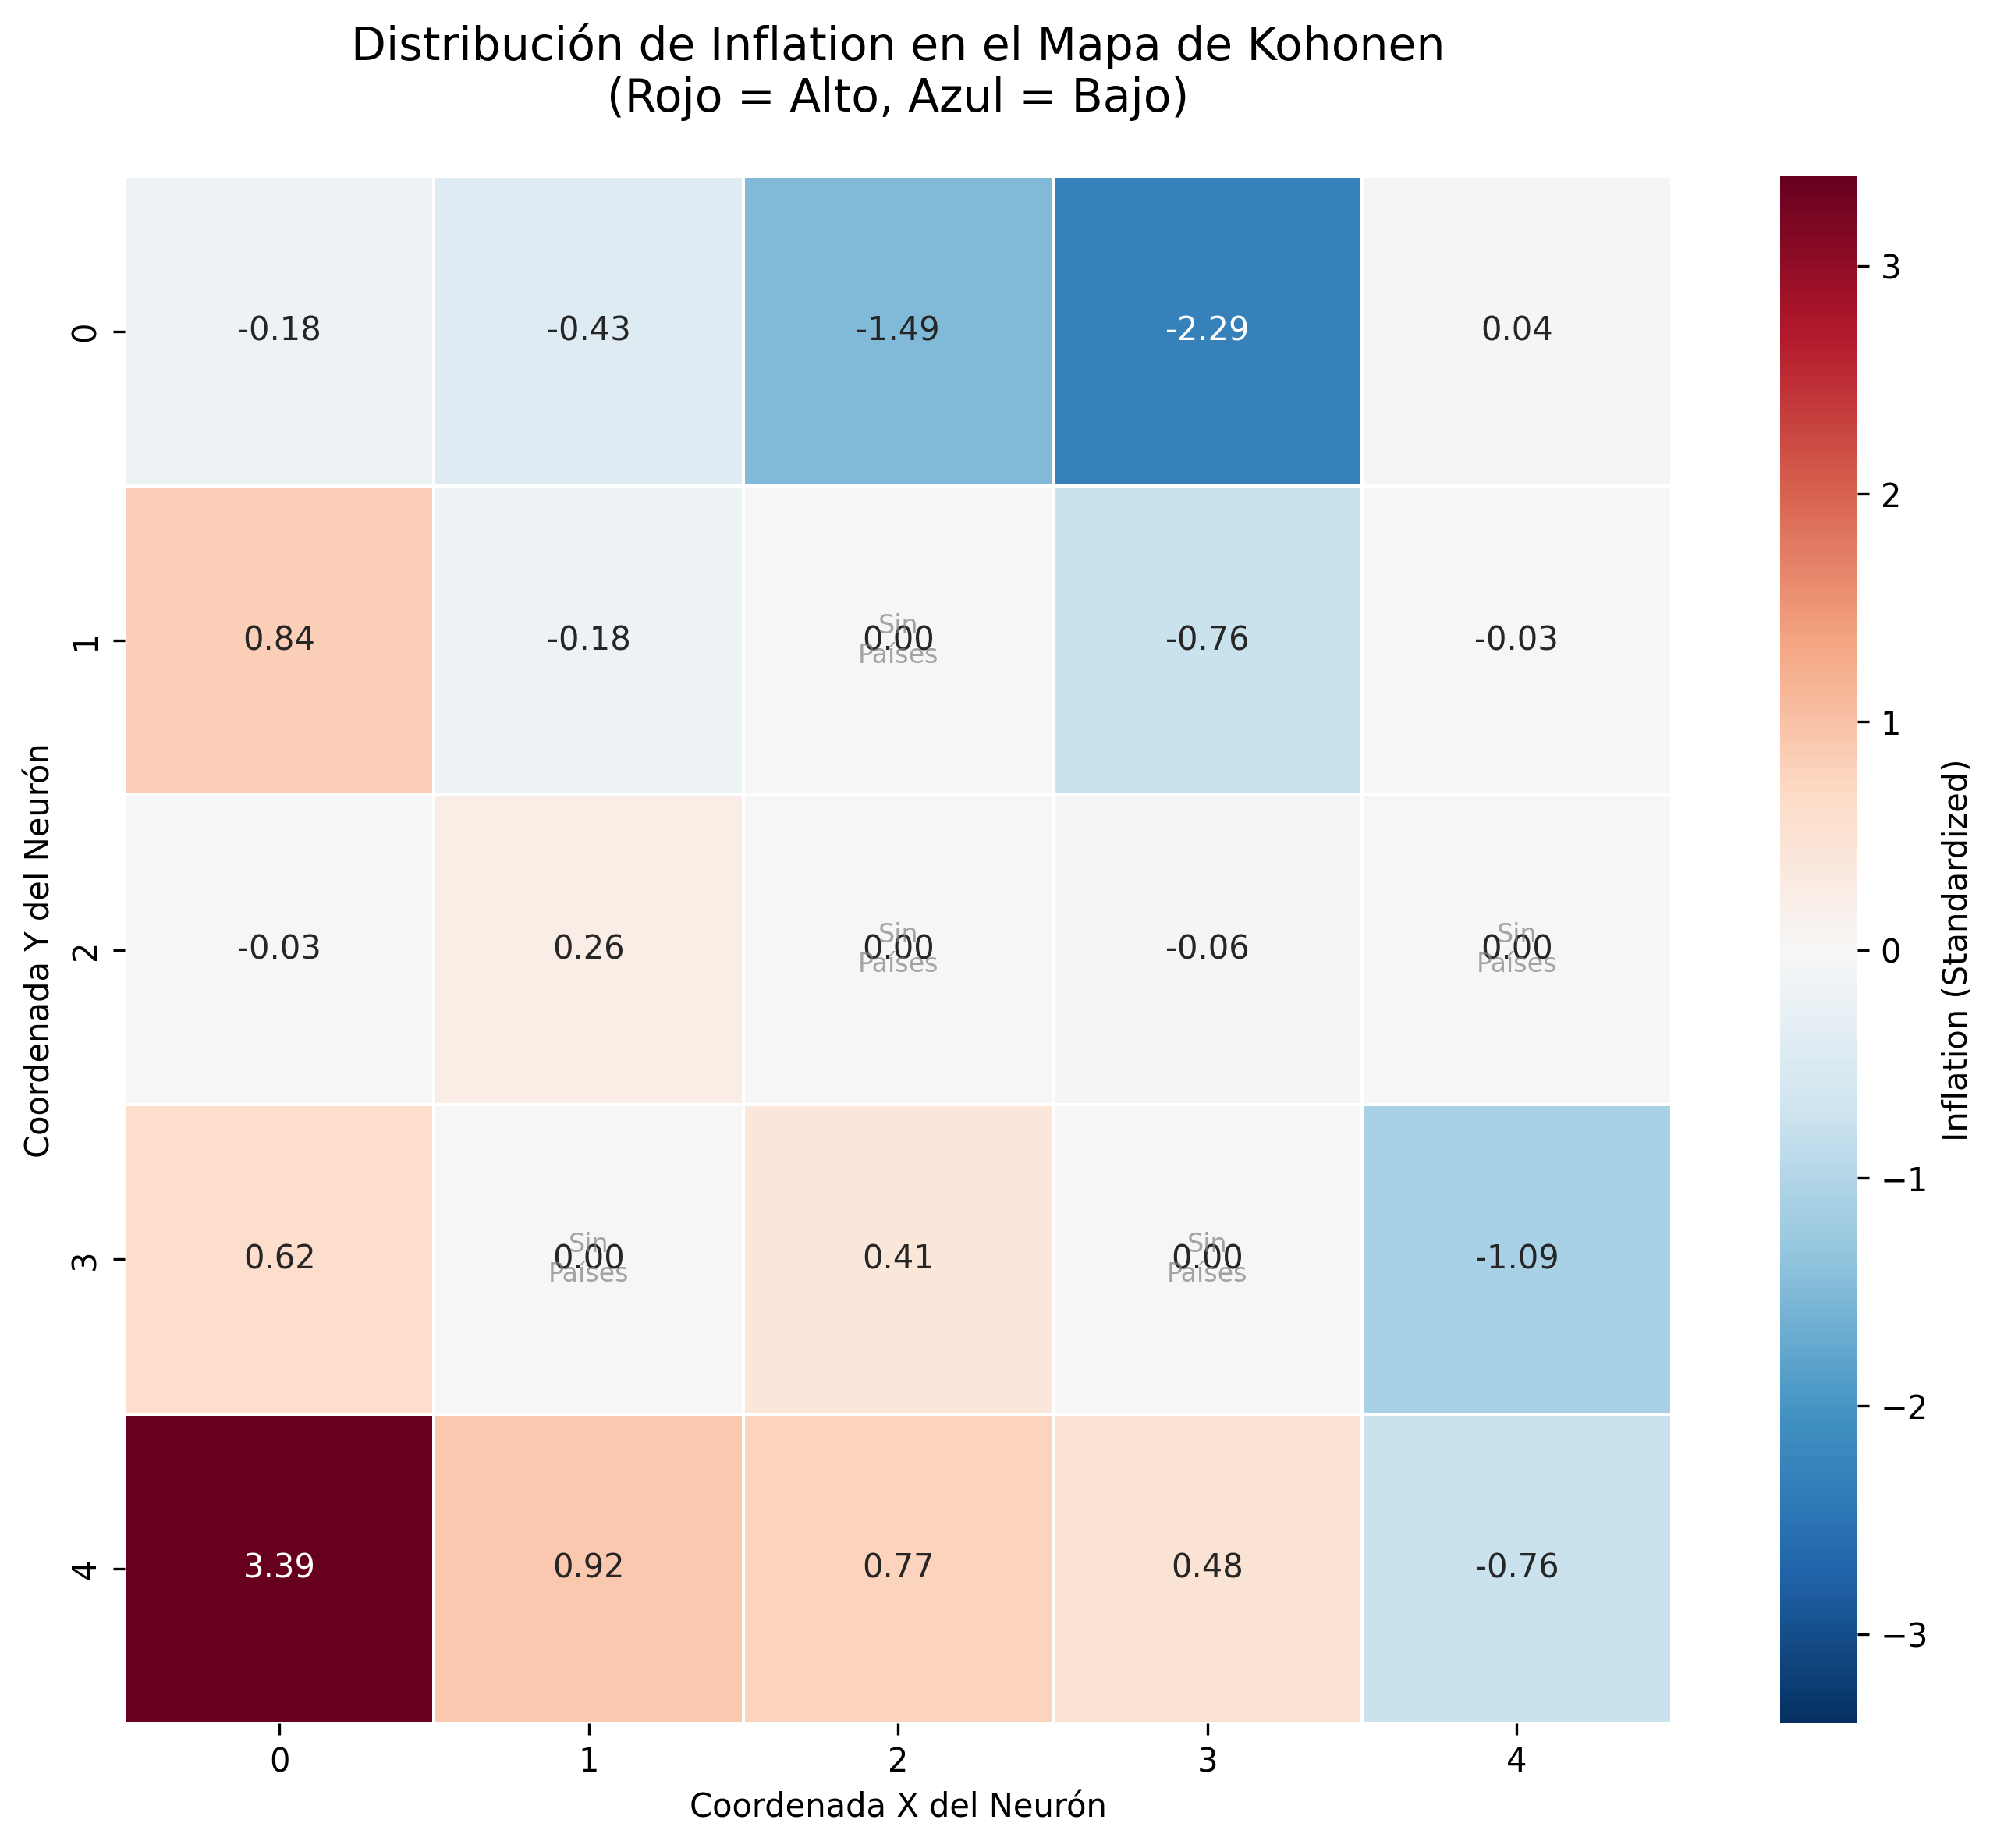 Distribución de Inflation en el Mapa de Kohonen
(Rojo = Alto, Azul = Bajo)
0 -0.18 -0.43 -1.49 -2.29 0.04
1 0.84 -0.18 0.00 -0.76 -0.03
Sin
Países
2 -0.03 0.26 0.00 -0.06 0.00
Sin Sin
Países Países
3 0.62 0.00 0.41 0.00 -1.09
Sin Sin
Países Países
4 3.39 0.92 0.77 0.48 -0.76
0 1 2 3 4
Coordenada X del Neurón
Coordenada Y del Neurón
3
2
1
0
−1
−2
−3
Inflation (Standardized)